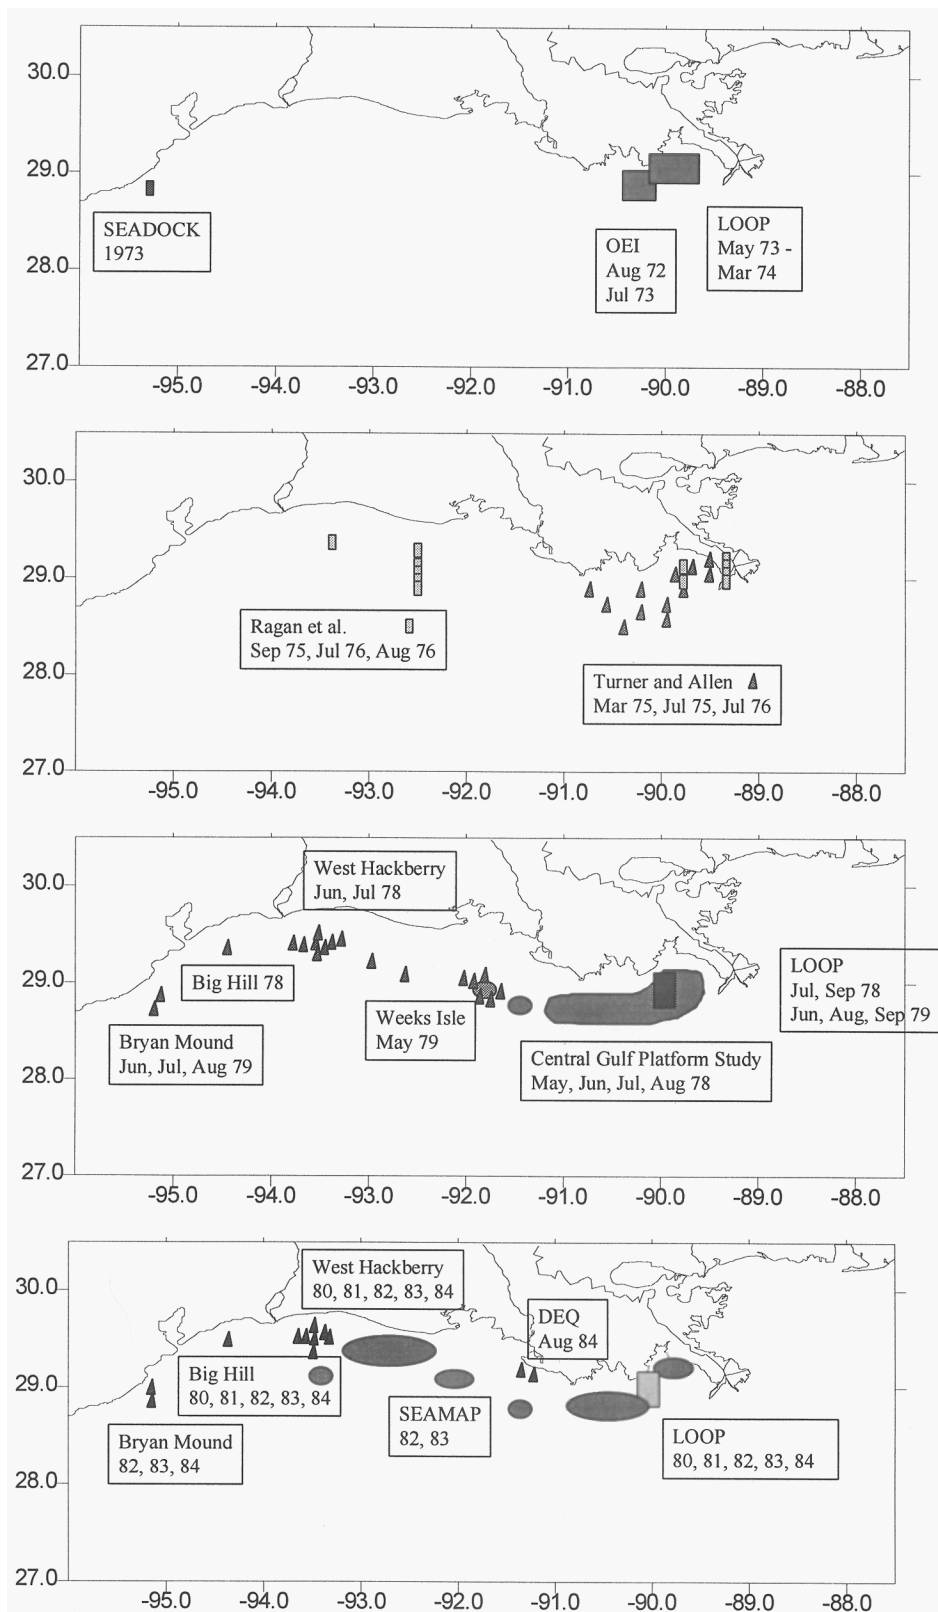 30.0
29.0
28.0
27.0
SEADOCK
1973
OEI
Aug 72
Jul 73
LOOP
May 73 -
Mar 74
-95.0 -94.0 -93.0 -92.0 -91.0 -90.0 -89.0 -88.0
30.0
29.0
28.0
27.0
Ragan et al.
Sep 75, Jul 76, Aug 76
Turner and Allen
Mar 75, Jul 75, Jul 76
-95.0 -94.0 -93.0 -92.0 -91.0 -90.0 -89.0 -88.0
30.0
29.0
28.0
27.0
West Hackberry
Jun, Jul 78
Big Hill 78
Bryan Mound
Jun, Jul, Aug 79
Weeks Isle
May 79
Central Gulf Platform Study
May, Jun, Jul, Aug 78
LOOP
Jul, Sep 78
Jun, Aug, Sep 79
-95.0 -94.0 -93.0 -92.0 -91.0 -90.0 -89.0 -88.0
30.0
29.0
28.0
27.0
West Hackberry
80, 81, 82, 83, 84
DEQ
Aug 84
Big Hill
80, 81, 82, 83, 84
SEAMAP
82, 83
Bryan Mound
82, 83, 84
LOOP
80, 81, 82, 83, 84
-95.0 -94.0 -93.0 -92.0 -91.0 -90.0 -89.0 -88.0